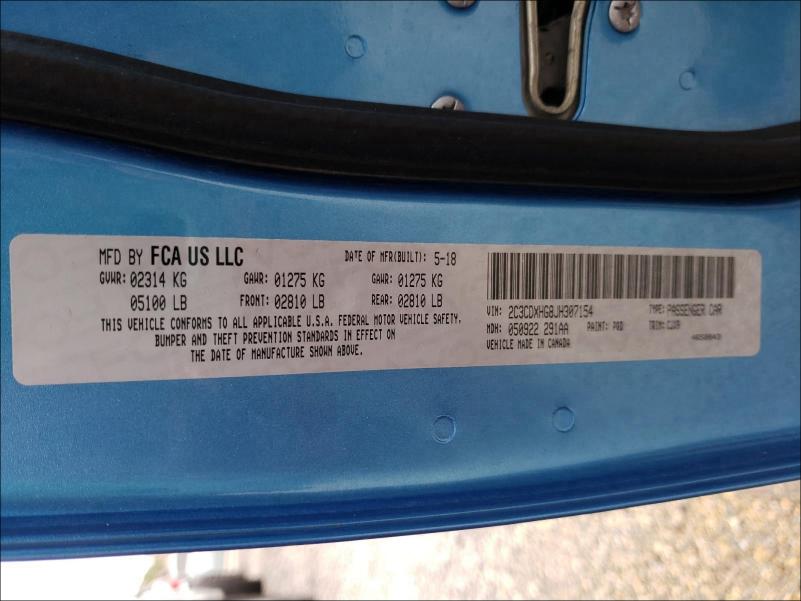 MFD BY FCA US LLC DATE OF MFR(BUILT): 5-18
GVWR: 02314 KG GAWR: 01275 KG GAWR: 01275 KG
05100 LB FRONT: 02810 LB REAR: 02810 LB
THIS VEHICLE CONFORMS TO ALL APPLICABLE U.S.A. FEDERAL MOTOR VEHICLE SAFETY,
BUMPER AND THEFT PREVENTION STANDARDS IN EFFECT ON
THE DATE OF MANUFACTURE SHOWN ABOVE.
VIN: 2C3CDXHG8JH307154 TYPE: PASSENGER CAR
MDH: 050922 291AA PAINT: PQD TRIM:
VEHICLE MADE IN CANADA